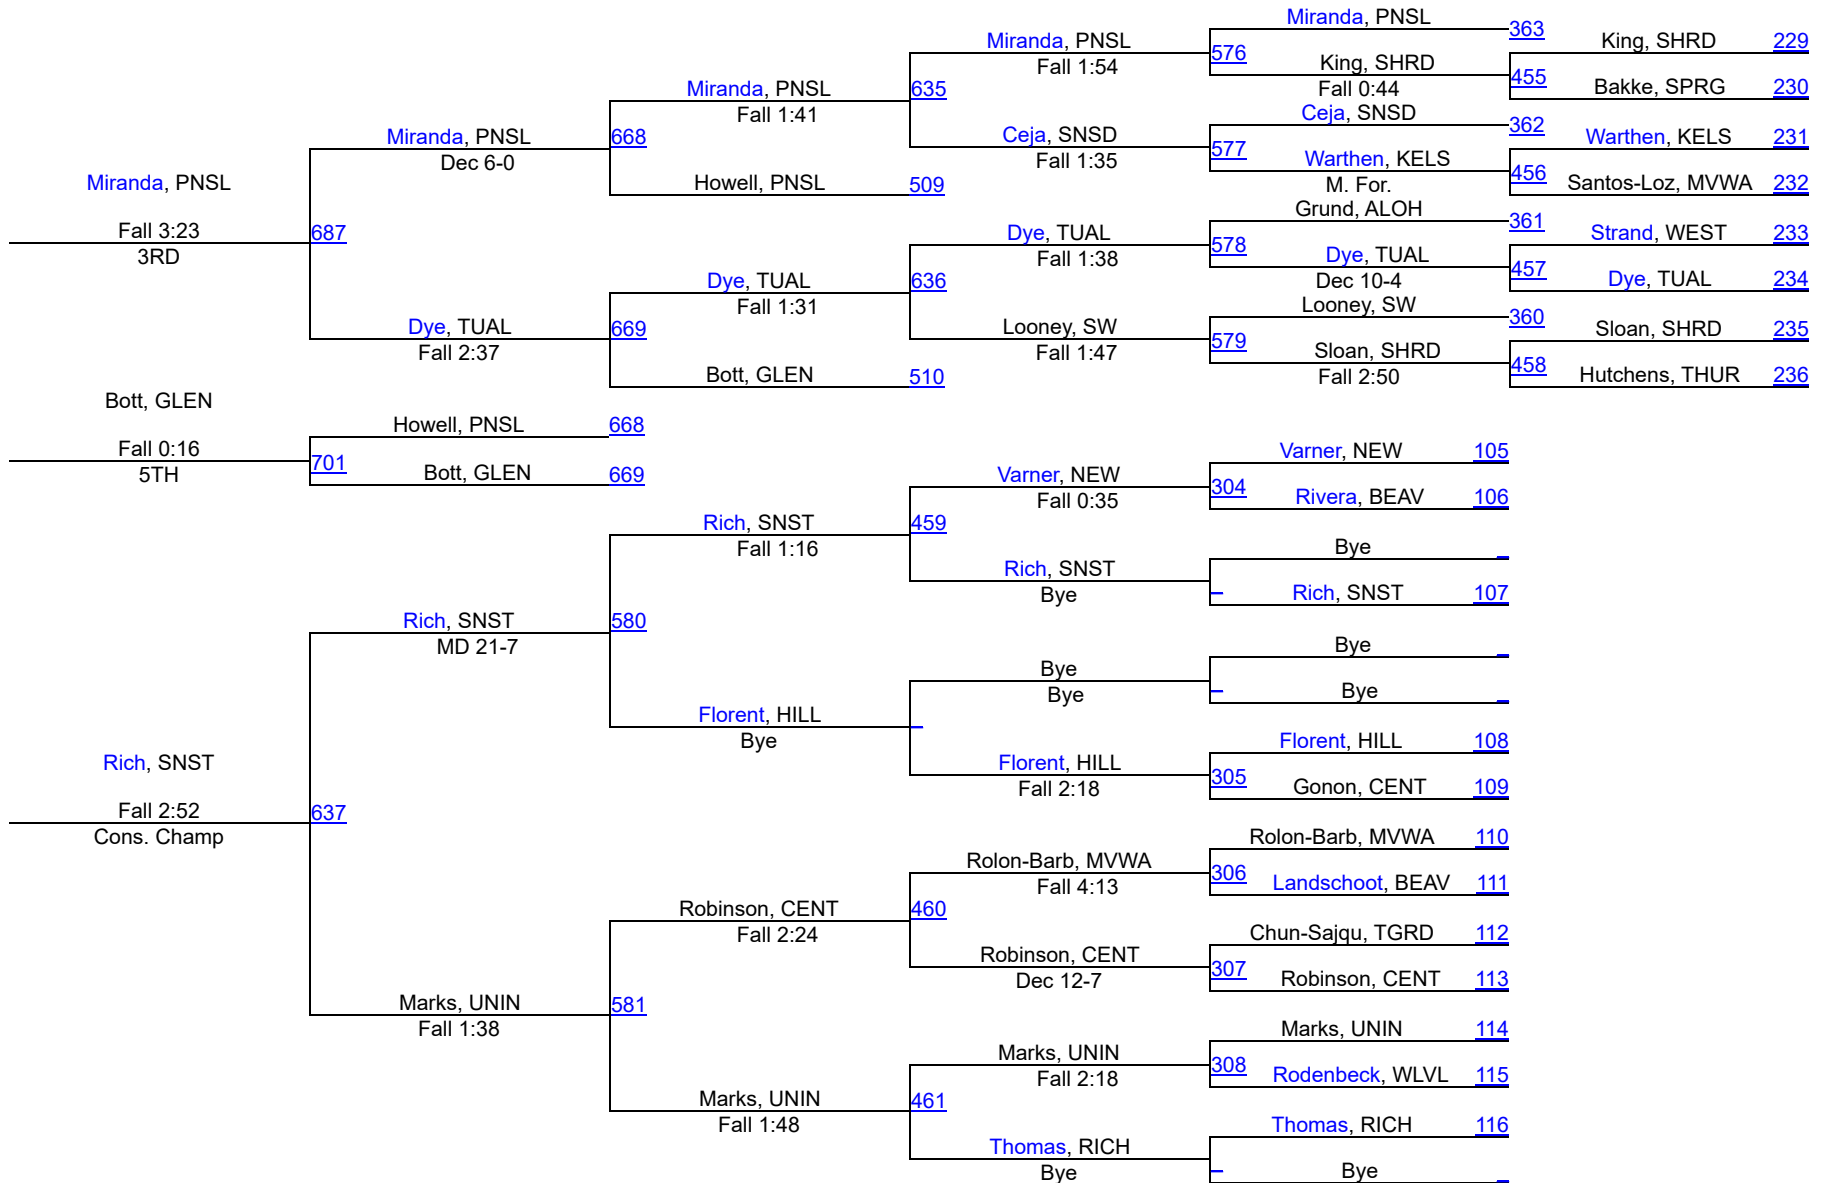 Miranda, PNSL
363
King, SHRD 229
Miranda, PNSL
576
Fall 1:54
King, SHRD
455
Fall 0:44
Bakke, SPRG 230
Miranda, PNSL
635
Fall 1:41
Ceja, SNSD
362
Ceja, SNSD
577
Fall 1:35
Warthen, KELS 231
Warthen, KELS
456
M. For.
Santos-Loz, MVWA 232
Miranda, PNSL
668
Dec 6-0
Howell, PNSL 509
Grund, ALOH
361
Strand, WEST 233
Dye, TUAL
578
Fall 1:38
Dye, TUAL
457
Dec 10-4
Dye, TUAL 234
Dye, TUAL
636
Fall 1:31
Looney, SW
360
Sloan, SHRD 235
Looney, SW
579
Fall 1:47
Sloan, SHRD
458
Fall 2:50
Hutchens, THUR 236
Dye, TUAL
669
Fall 2:37
Bott, GLEN 510
Miranda, PNSL
Fall 3:23
687
3RD
Bott, GLEN
Fall 0:16
5TH
Howell, PNSL 668
701
Bott, GLEN 669
Varner, NEW 105
Varner, NEW
304
Fall 0:35
Rivera, BEAV 106
Rich, SNST
459
Fall 1:16
Bye
Rich, SNST
Bye
Rich, SNST 107
Rich, SNST
580
MD 21-7
Bye
Bye
Bye
Bye
Florent, HILL
Bye
Florent, HILL 108
Florent, HILL
305
Fall 2:18
Gonon, CENT 109
Rich, SNST
Fall 2:52
637
Cons. Champ
Rolon-Barb, MVWA 110
Rolon-Barb, MVWA
306
Fall 4:13
Landschoot, BEAV 111
Robinson, CENT
460
Fall 2:24
Chun-Sajqu, TGRD 112
Robinson, CENT
307
Dec 12-7
Robinson, CENT 113
Marks, UNIN
581
Fall 1:38
Marks, UNIN 114
Marks, UNIN
308
Fall 2:18
Rodenbeck, WLVL 115
Marks, UNIN
461
Fall 1:48
Thomas, RICH 116
Thomas, RICH
Bye
Bye